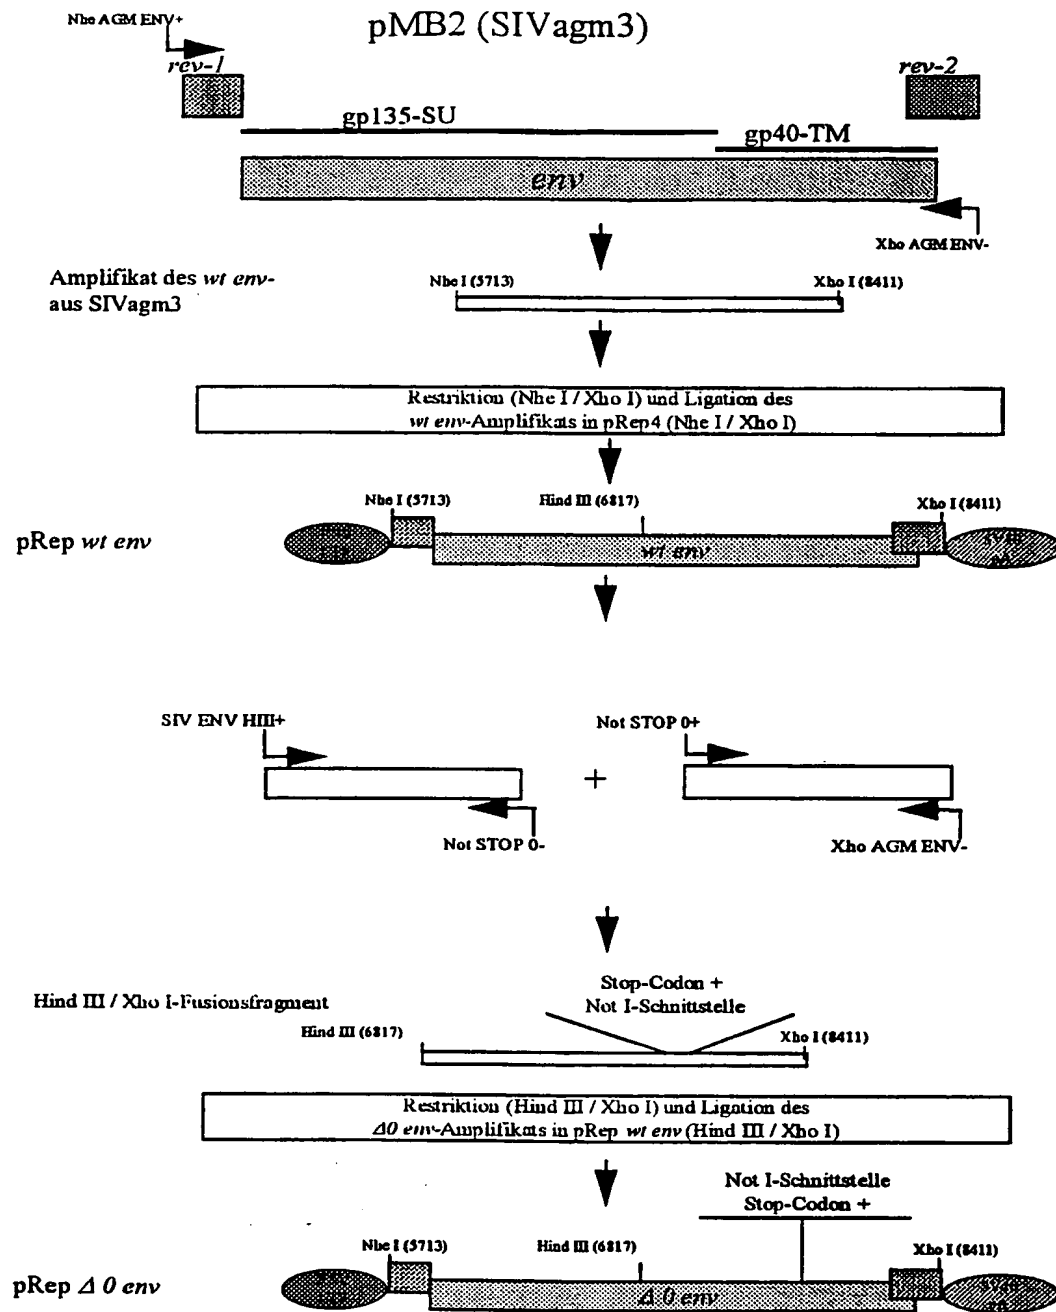 pMB2 (SIVagm3)
Nhe AGM ENV+
rev-1
rev-2
gp135-SU
gp40-TM
env
Xho AGM ENV-
Amplifikat des wt env-
aus SIVagm3
Nhe I (5713)
Xho I (8411)
Restriktion (Nhe I / Xho I) und Ligation des
wt env-Amplifikats in pRep4 (Nhe I / Xho I)
Nhe I (5713)
Hind III (6817)
Xho I (8411)
pRep wt env
wt env
SIV ENV HIII+
Not STOP 0+
+
Not STOP 0-
Xho AGM ENV-
Stop-Codon +
Not I-Schnittstelle
Hind III / Xho I-Fusionsfragment
Hind III (6817)
Xho I (8411)
Restriktion (Hind III / Xho I) und Ligation des
Δ0 env-Amplifikats in pRep wt env (Hind III / Xho I)
Not I-Schnittstelle
Stop-Codon +
Nhe I (5713)
Hind III (6817)
Xho I (8411)
pRep Δ 0 env
Δ 0 env